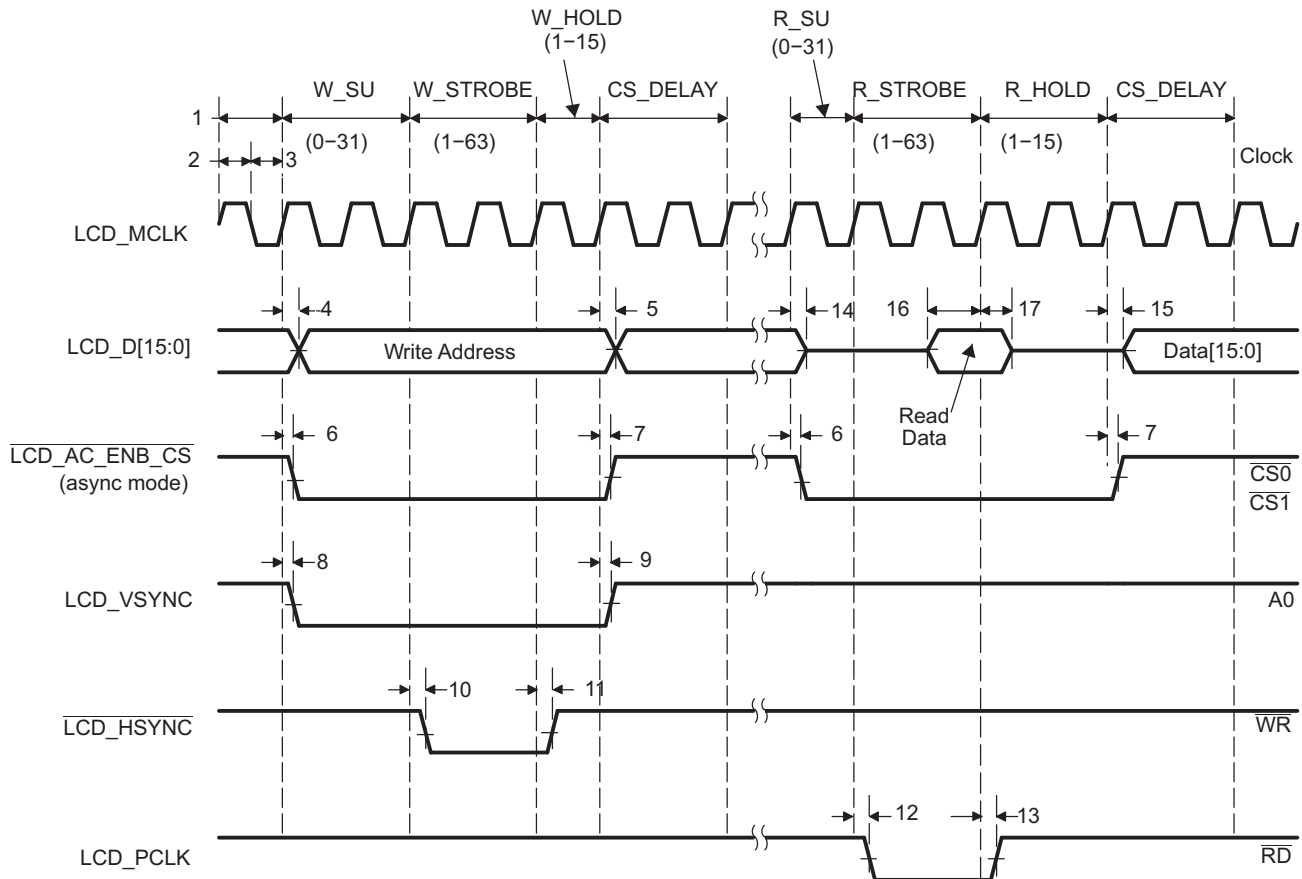 W_HOLD
(1−15)
R_SU
(0−31)
W_SU
W_STROBE
CS_DELAY
R_STROBE
R_HOLD
CS_DELAY
1
(0−31)
(1−63)
(1−63)
(1−15)
2
3
Clock
LCD_MCLK
4
5
14
16
17
15
LCD_D[15:0]
Write Address
Data[15:0]
Read
Data
6
7
6
7
LCD_AC_ENB_CS
(async mode)
CS0
CS1
8
9
LCD_VSYNC
A0
10
11
LCD_HSYNC
WR
12
13
LCD_PCLK
RD